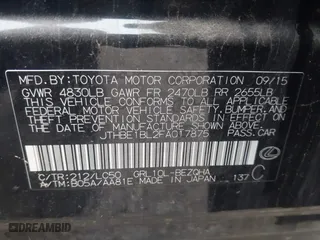 MFD. BY: TOYOTA MOTOR CORPORATION 09/15
GVWR 4830LB GAWR FR 2470LB RR 2655LB
THIS VEHICLE CONFORMS TO ALL APPLICABLE
FEDERAL MOTOR VEHICLE SAFETY, BUMPER, AND
THEFT PREVENTION STANDARDS IN EFFECT ON
THE DATE OF MANUFACTURE SHOWN ABOVE.
JTHBE1BL2FA017875 PASS. CAR
C/TR:212/LC50 GRL10L-BEZQHA
A/TM:B05A/AA81E MADE IN JAPAN 137 C